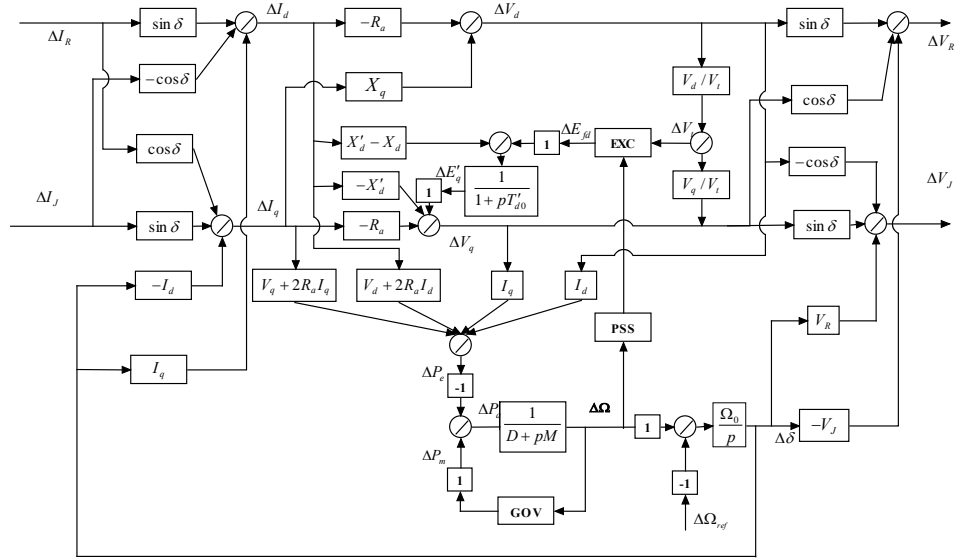 ΔI_R
sin δ
ΔI_d
−R_a
ΔV_d
sin δ
ΔV_R
−cos δ
X_q
V_d / V_t
cos δ
cos δ
X′_d − X_d
1
ΔE_fd
EXC
ΔV_t
−cos δ
ΔI_J
−X′_d
ΔE′_q
1
1 / (1 + pT′_d0)
V_q / V_t
ΔV_J
sin δ
ΔI_q
−R_a
ΔV_q
sin δ
−I_d
V_q + 2R_a I_q
V_d + 2R_a I_d
I_q
I_d
PSS
V_R
I_q
ΔP_e
-1
ΔP_a
1 / (D + pM)
ΔΩ
1
Ω_0 / p
Δδ
−V_J
ΔP_m
1
GOV
-1
ΔΩ_ref